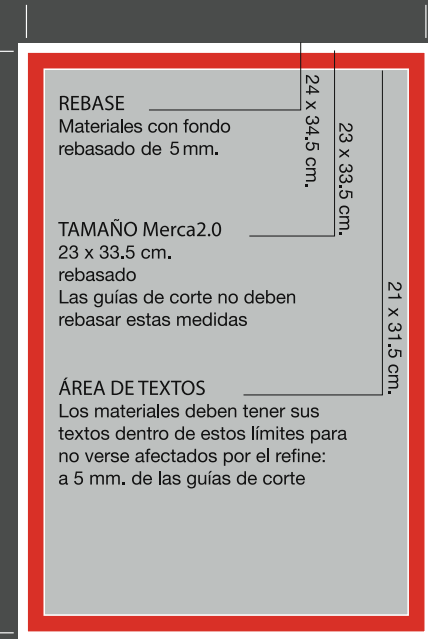 REBASE
Materiales con fondo
rebasado de 5 mm.
24 x 34.5 cm.
TAMAÑO Merca2.0
23 x 33.5 cm.
rebasado
Las guías de corte no deben
rebasar estas medidas
23 x 33.5 cm.
ÁREA DE TEXTOS
Los materiales deben tener sus
textos dentro de estos límites para
no verse afectados por el refine:
a 5 mm. de las guías de corte
21 x 31.5 cm.